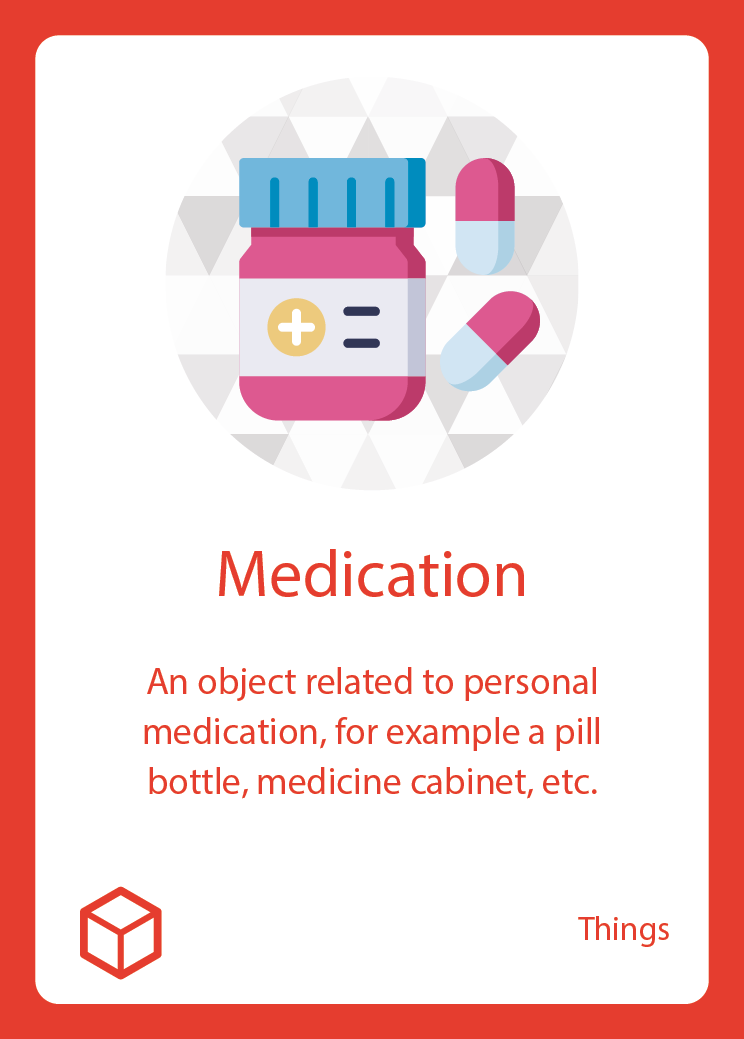 Medication
An object related to personal
medication, for example a pill
bottle, medicine cabinet, etc.
Things